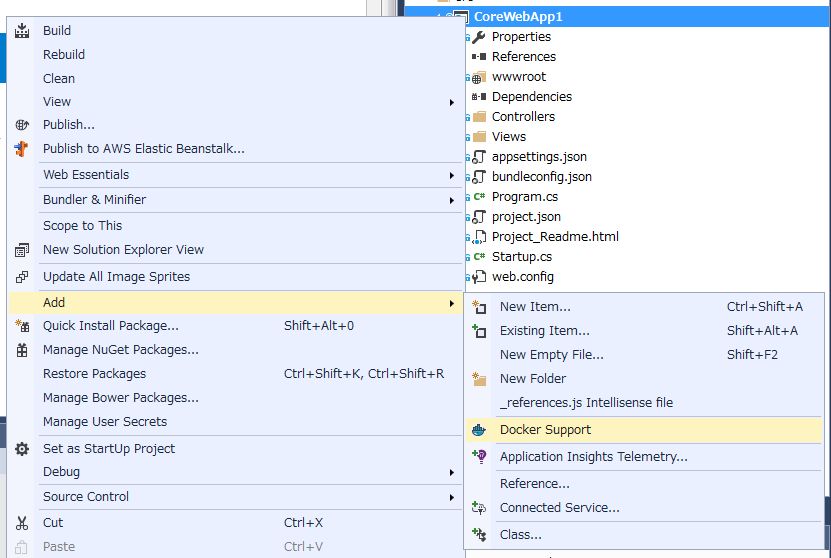 CoreWebApp1
Properties
References
wwwroot
Dependencies
Controllers
Views
appsettings.json
bundleconfig.json
Program.cs
project.json
Project_Readme.html
Startup.cs
web.config
Build
Rebuild
Clean
View
Publish...
Publish to AWS Elastic Beanstalk...
Web Essentials
Bundler & Minifier
Scope to This
New Solution Explorer View
Update All Image Sprites
Add
Quick Install Package... Shift+Alt+0
Manage NuGet Packages...
Restore Packages Ctrl+Shift+K, Ctrl+Shift+R
Manage Bower Packages...
Manage User Secrets
Set as StartUp Project
Debug
Source Control
Cut Ctrl+X
Paste Ctrl+V
New Item... Ctrl+Shift+A
Existing Item... Shift+Alt+A
New Empty File... Shift+F2
New Folder
_references.js Intellisense file
Docker Support
Application Insights Telemetry...
Reference...
Connected Service...
Class...